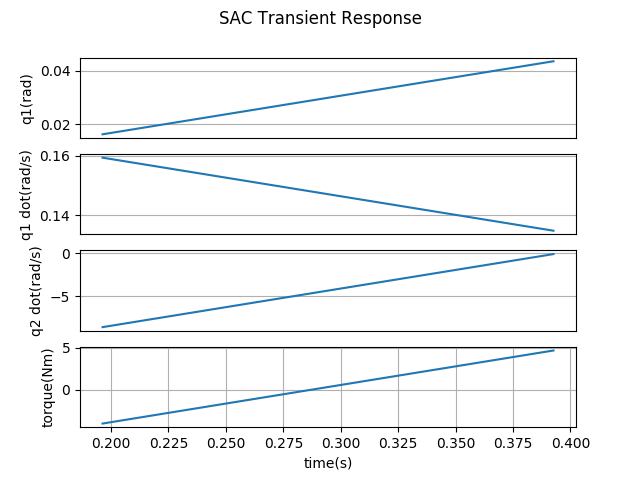 SAC Transient Response
0.04
0.02
q1(rad)
0.16
0.14
q1 dot(rad/s)
0
−5
q2 dot(rad/s)
5
0
torque(Nm)
0.200 0.225 0.250 0.275 0.300 0.325 0.350 0.375 0.400
time(s)